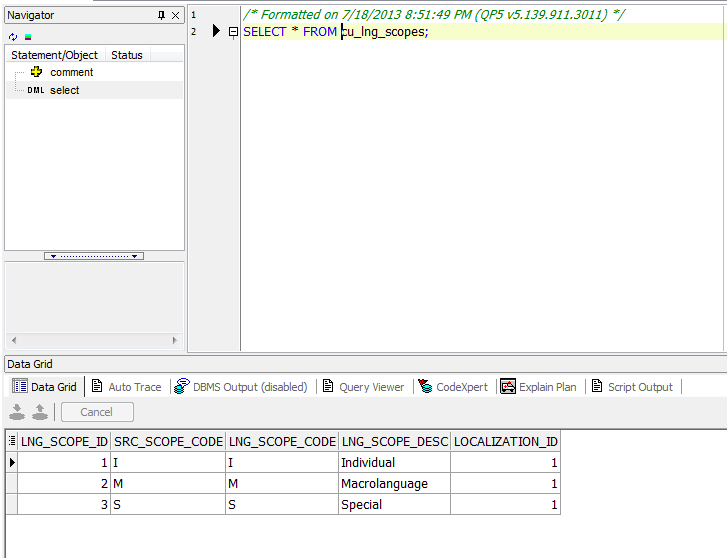 Navigator
Statement/Object Status
comment
DML select
1 /* Formatted on 7/18/2013 8:51:49 PM (QP5 v5.139.911.3011) */
2 SELECT * FROM cu_lng_scopes;
Data Grid
Data Grid Auto Trace DBMS Output (disabled) Query Viewer CodeXpert Explain Plan Script Output
Cancel
LNG_SCOPE_ID SRC_SCOPE_CODE LNG_SCOPE_CODE LNG_SCOPE_DESC LOCALIZATION_ID
1 I I Individual 1
2 M M Macrolanguage 1
3 S S Special 1